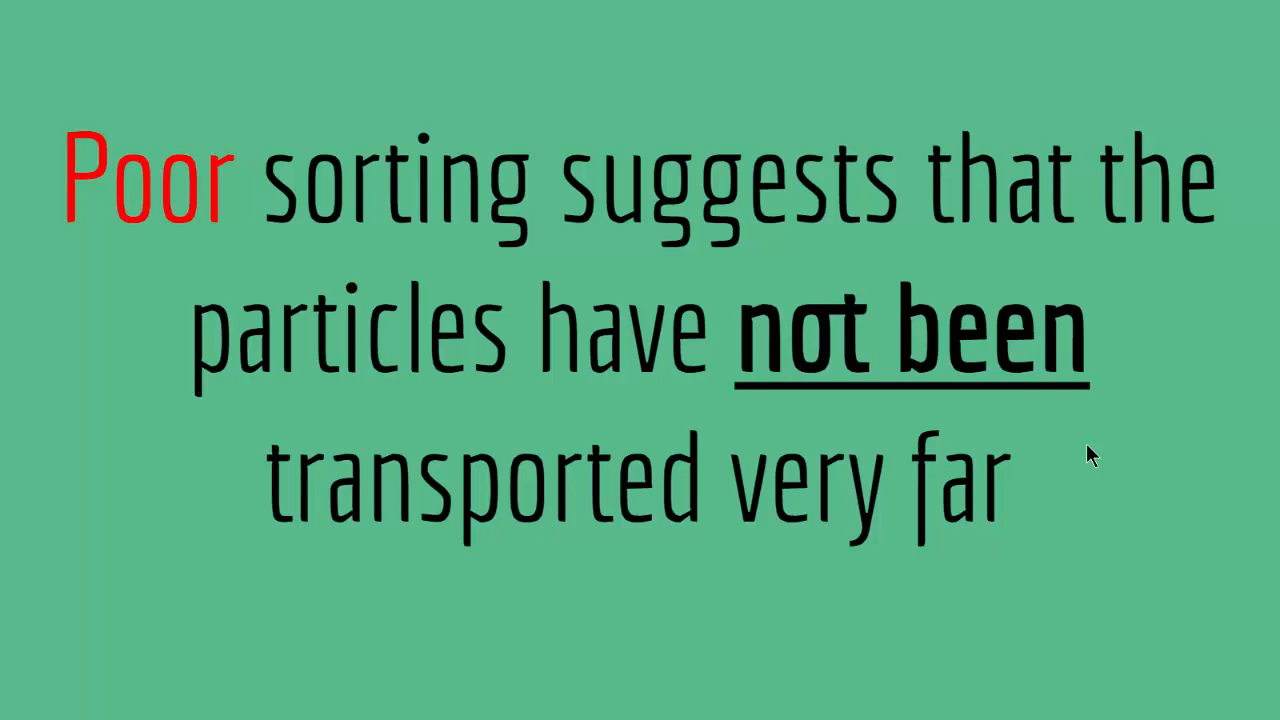 Poor sorting suggests that the
particles have not been
transported very far